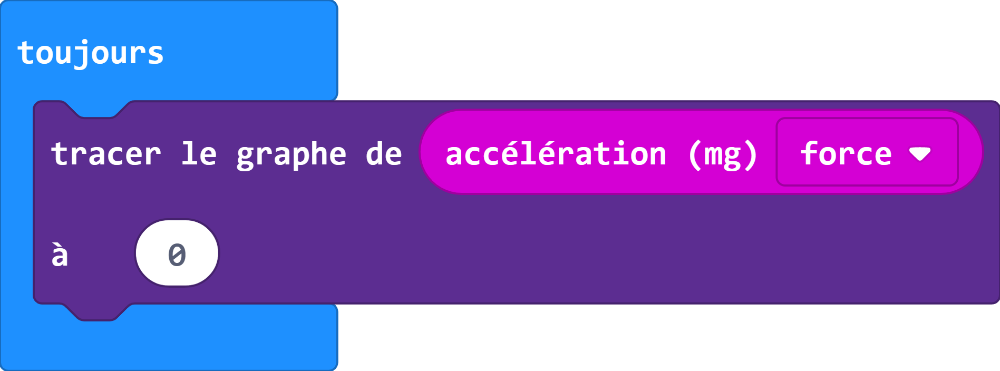 toujours
tracer le graphe de accélération (mg) force
à 0